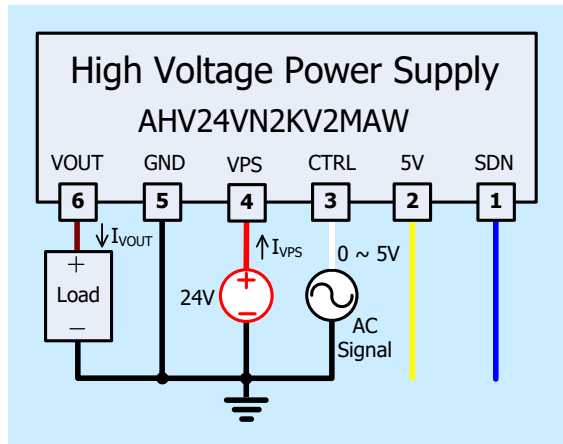 High Voltage Power Supply
AHV24VN2KV2MAW
VOUT GND VPS CTRL 5V SDN
6 5 4 3 2 1
IVOUT IVPS 0 ~ 5V
+ +
Load 24V
− −
AC
Signal